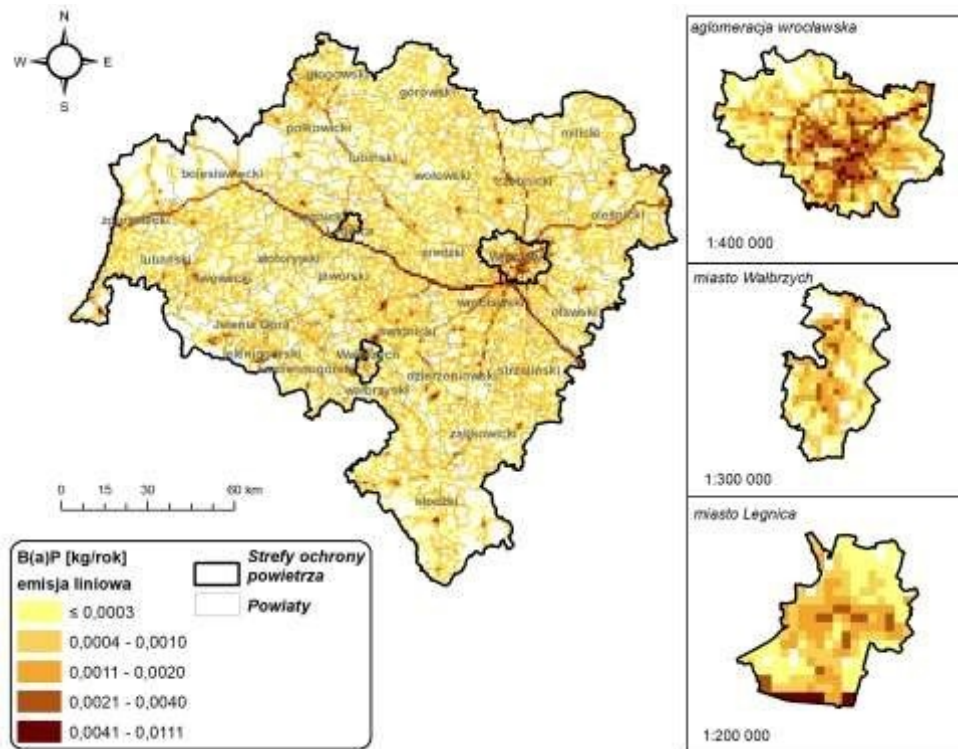 N
W E
S
głogowski
górowski
polkowicki
milicki
lubiński
bolesławiecki
wołowski
trzebnicki
oleśnicki
zgorzelecki
średzki
lubański
złotoryjski
lwówecki
jaworski
wrocławski
oławski
Jelenia Góra
świdnicki
jeleniogórski
Wałbrzych
kamiennogórski
dzierżoniowski
strzeliński
wałbrzyski
ząbkowicki
kłodzki
0 15 30 60 km
B(a)P [kg/rok]
emisja liniowa
≤ 0,0003
0,0004 - 0,0010
0,0011 - 0,0020
0,0021 - 0,0040
0,0041 - 0,0111
Strefy ochrony
powietrza
Powiaty
aglomeracja wrocławska
1:400 000
miasto Wałbrzych
1:300 000
miasto Legnica
1:200 000